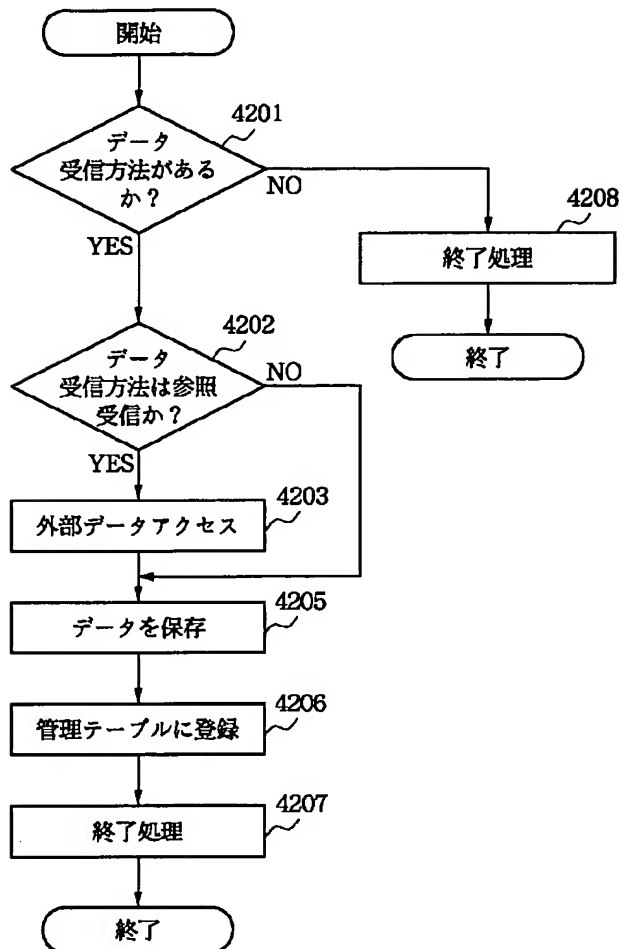 開始
4201
データ
受信方法がある
か？
NO
YES
4208
終了処理
終了
4202
データ
受信方法は参照
受信か？
NO
YES
4203
外部データアクセス
4205
データを保存
4206
管理テーブルに登録
4207
終了処理
終了